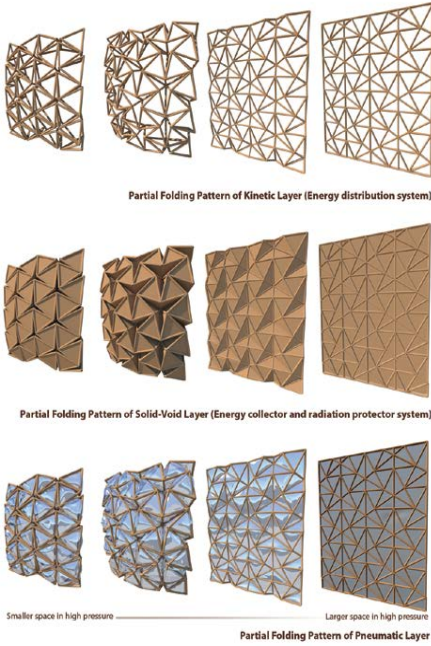 Partial Folding Pattern of Kinetic Layer (Energy distribution system)
Partial Folding Pattern of Solid-Void Layer (Energy collector and radiation protector system)
Smaller space in high pressure
Larger space in high pressure
Partial Folding Pattern of Pneumatic Layer